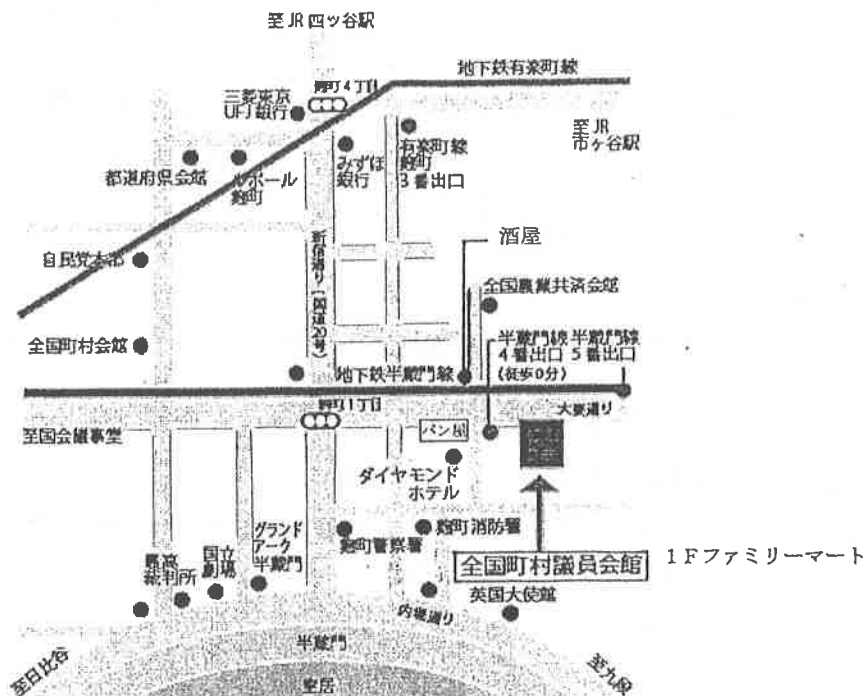 至JR四ツ谷駅
地下鉄有楽町線
麹町4丁目
三菱東京
UFJ銀行
至JR
市ヶ谷駅
都道府県会館
ルポール
麹町
みずほ
銀行
有楽町線
麹町
3番出口
自民党本部
新宿通り(国道20号)
酒屋
全国農業共済会館
全国町村会館
半蔵門線
4番出口
(徒歩0分)
半蔵門線
5番出口
地下鉄半蔵門線
麹町1丁目
大妻通り
至国会議事堂
パン屋
ダイヤモンド
ホテル
最高
裁判所
国立
劇場
グランド
アーク
半蔵門
麹町警察署
麹町消防署
全国町村議員会館
1Fファミリーマート
英国大使館
内堀通り
半蔵門
至日比谷
至九段
皇居